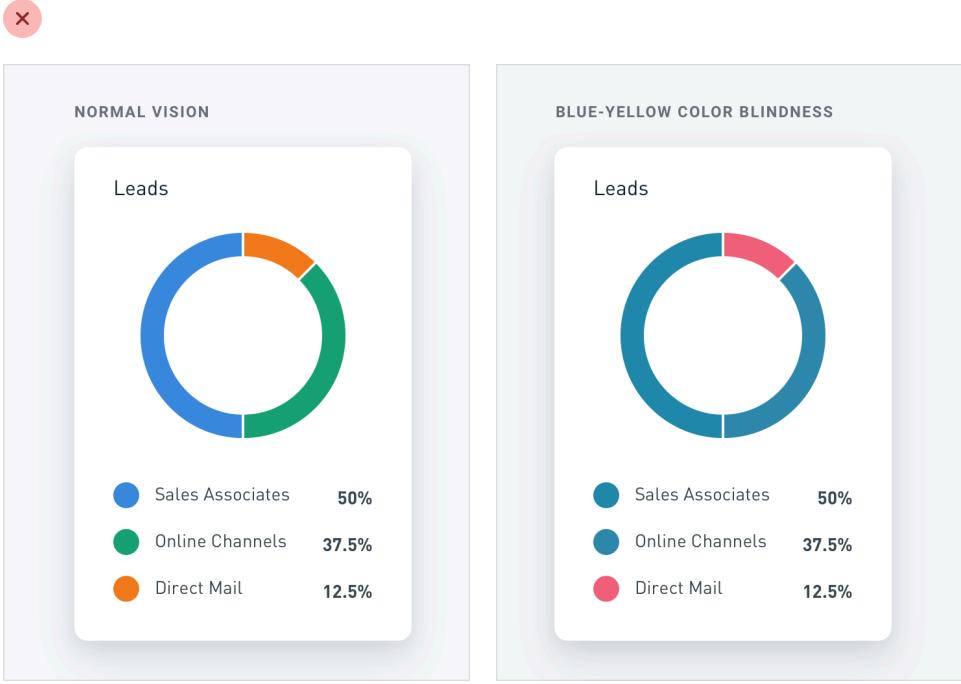 NORMAL VISION
Leads
Sales Associates 50%
Online Channels 37.5%
Direct Mail 12.5%
BLUE-YELLOW COLOR BLINDNESS
Leads
Sales Associates 50%
Online Channels 37.5%
Direct Mail 12.5%